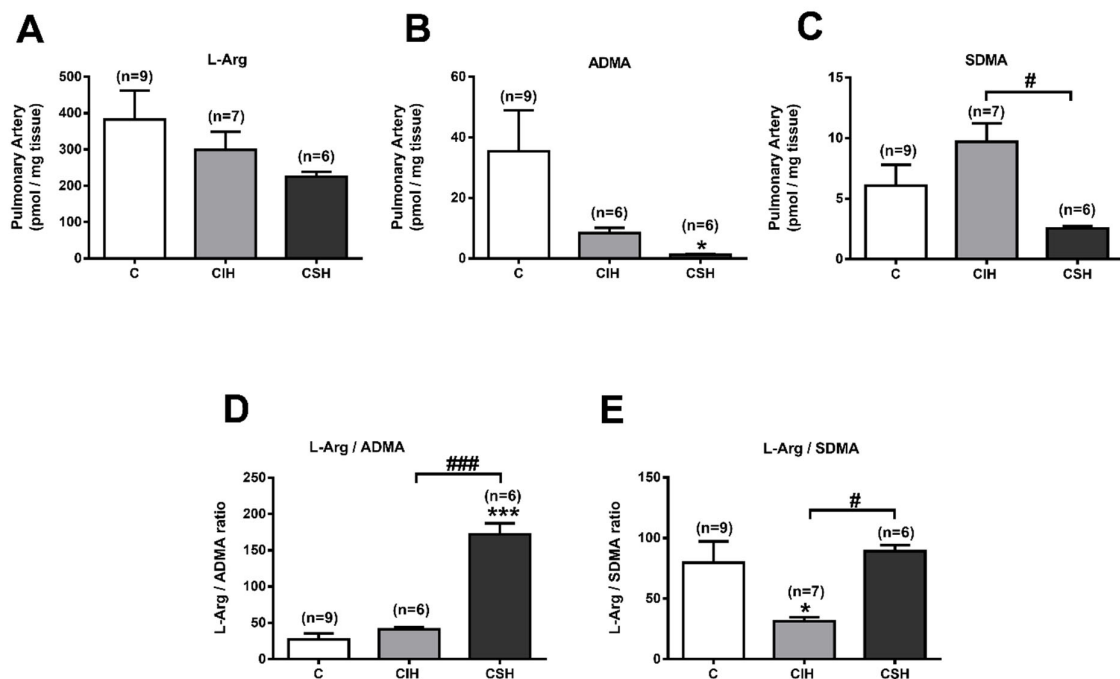 A
L-Arg
Pulmonary Artery
(pmol / mg tissue)
500
400
300
200
100
0
(n=9)
(n=7)
(n=6)
C
CIH
CSH
B
ADMA
Pulmonary Artery
(pmol / mg tissue)
60
40
20
0
(n=9)
(n=6)
(n=6)
*
C
CIH
CSH
C
SDMA
Pulmonary Artery
(pmol / mg tissue)
15
10
5
0
#
(n=9)
(n=7)
(n=6)
C
CIH
CSH
D
L-Arg / ADMA
L-Arg / ADMA ratio
250
200
150
100
50
0
###
(n=9)
(n=6)
(n=6)
***
C
CIH
CSH
E
L-Arg / SDMA
L-Arg / SDMA ratio
150
100
50
0
#
(n=9)
(n=7)
*
(n=6)
C
CIH
CSH